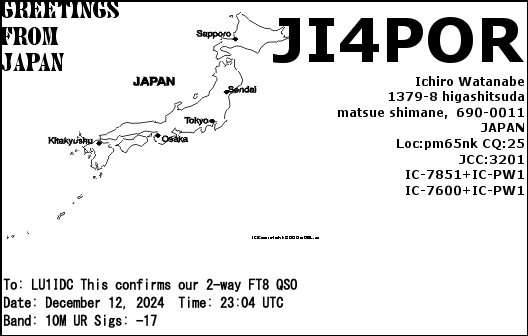 GREETINGS
FROM
JAPAN
JI4POR
Ichiro Watanabe
1379-8 higashitsuda
matsue shimane, 690-0011
JAPAN
Loc:pm65nk CQ:25
JCC:3201
IC-7851+IC-PW1
IC-7600+IC-PW1
Sapporo
JAPAN
Sendai
Tokyo
Kitakyushu
Osaka
To: LU1IDC This confirms our 2-way FT8 QSO
Date: December 12, 2024 Time: 23:04 UTC
Band: 10M UR Sigs: -17